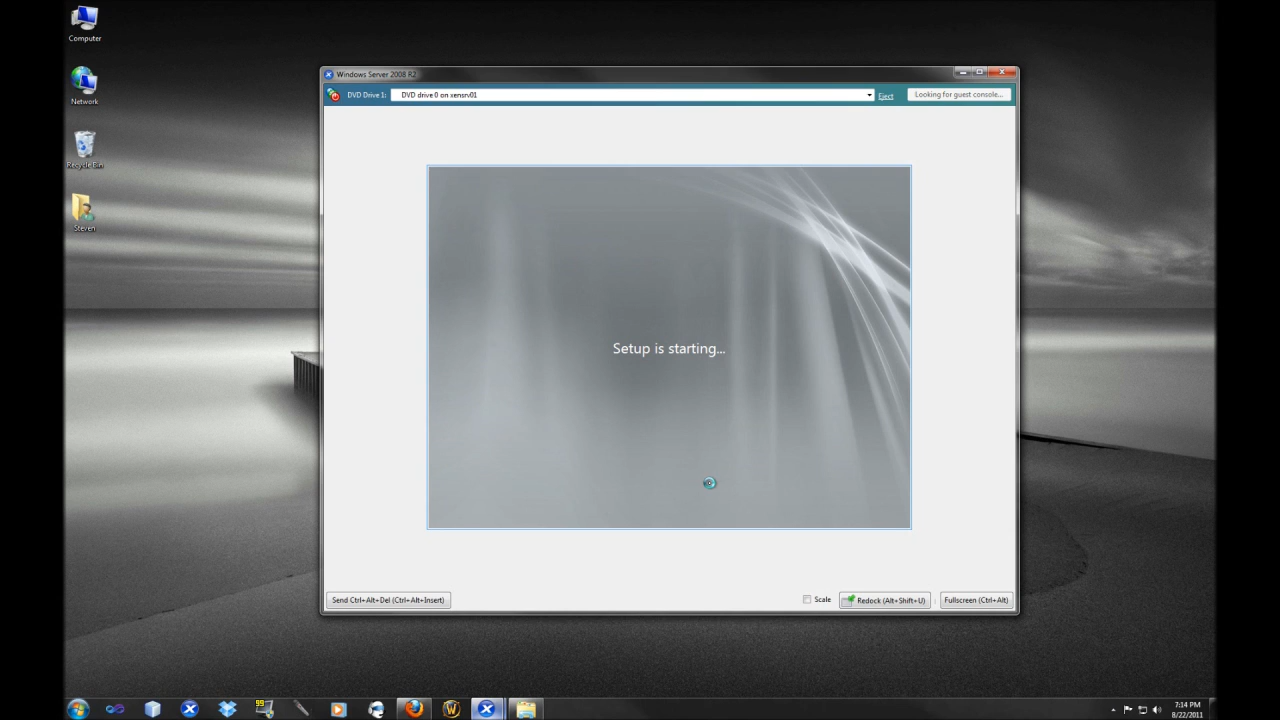 Computer
Network
Recycle Bin
Steven
Windows Server 2008 R2
DVD Drive 1:
DVD drive 0 on xensrv01
Eject
Looking for guest console...
Setup is starting...
Send Ctrl+Alt+Del (Ctrl+Alt+Insert)
Scale
Redock (Alt+Shift+U)
Fullscreen (Ctrl+Alt)
99
W
7:14 PM
8/22/2011